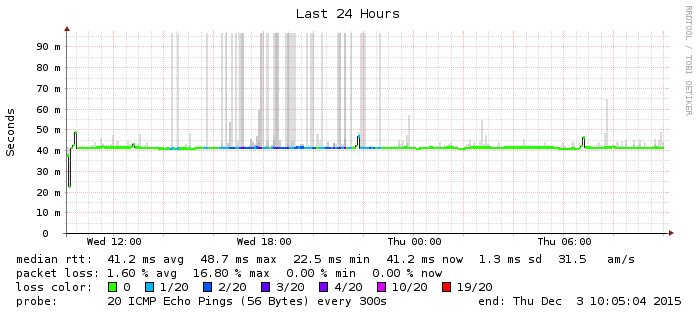 Last 24 Hours
RRDTOOL / TOBI OETIKER
Seconds
90 m
80 m
70 m
60 m
50 m
40 m
30 m
20 m
10 m
0
Wed 12:00 Wed 18:00 Thu 00:00 Thu 06:00
median rtt: 41.2 ms avg 48.7 ms max 22.5 ms min 41.2 ms now 1.3 ms sd 31.5 am/s
packet loss: 1.60 % avg 16.80 % max 0.00 % min 0.00 % now
loss color: 0 1/20 2/20 3/20 4/20 10/20 19/20
probe: 20 ICMP Echo Pings (56 Bytes) every 300s end: Thu Dec 3 10:05:04 2015